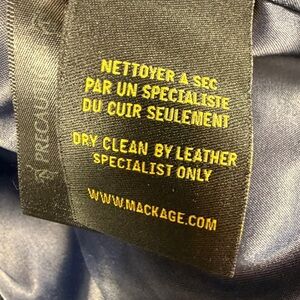 NETTOYER A SEC
PAR UN SPECIALISTE
DU CUIR SEULEMENT
DRY CLEAN BY LEATHER
SPECIALIST ONLY
WWW.MACKAGE.COM